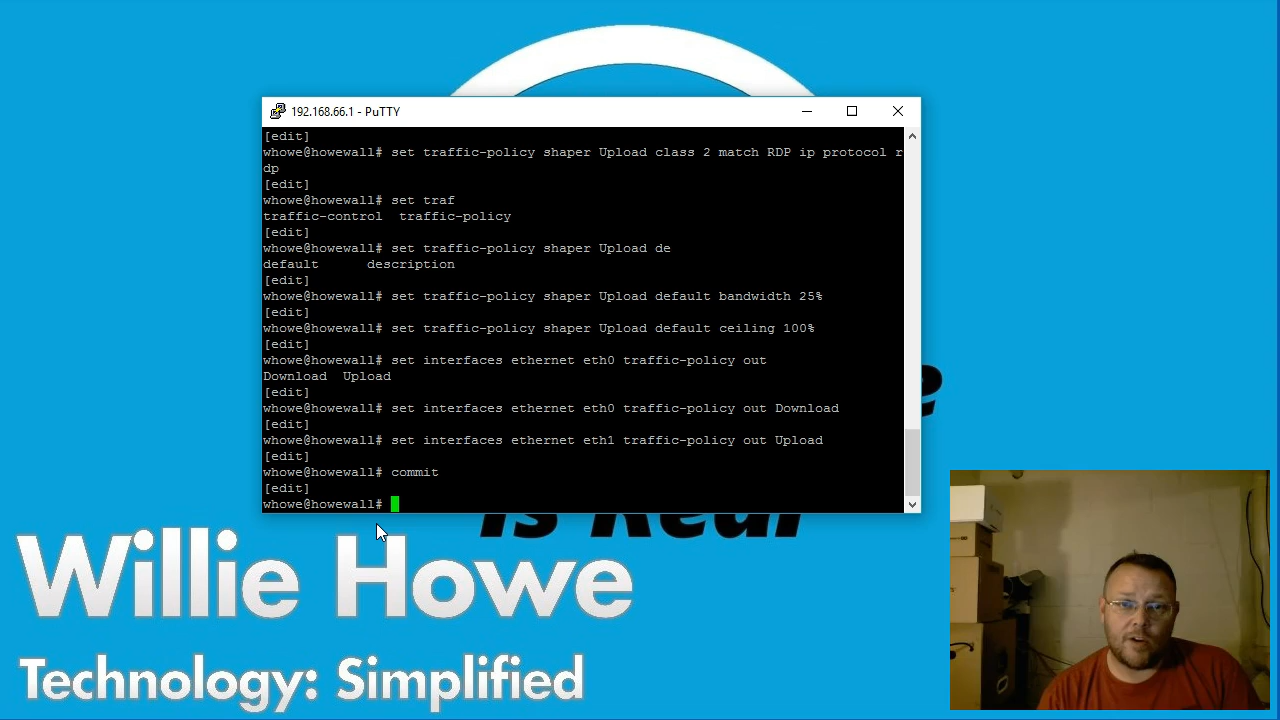 192.168.66.1 - PuTTY
[edit]
whowe@howewall# set traffic-policy shaper Upload class 2 match RDP ip protocol r
dp
[edit]
whowe@howewall# set traf
traffic-control  traffic-policy
[edit]
whowe@howewall# set traffic-policy shaper Upload de
default      description
[edit]
whowe@howewall# set traffic-policy shaper Upload default bandwidth 25%
[edit]
whowe@howewall# set traffic-policy shaper Upload default ceiling 100%
[edit]
whowe@howewall# set interfaces ethernet eth0 traffic-policy out
Download  Upload
[edit]
whowe@howewall# set interfaces ethernet eth0 traffic-policy out Download
[edit]
whowe@howewall# set interfaces ethernet eth1 traffic-policy out Upload
[edit]
whowe@howewall# commit
[edit]
whowe@howewall#
is Real
Willie Howe
Technology: Simplified